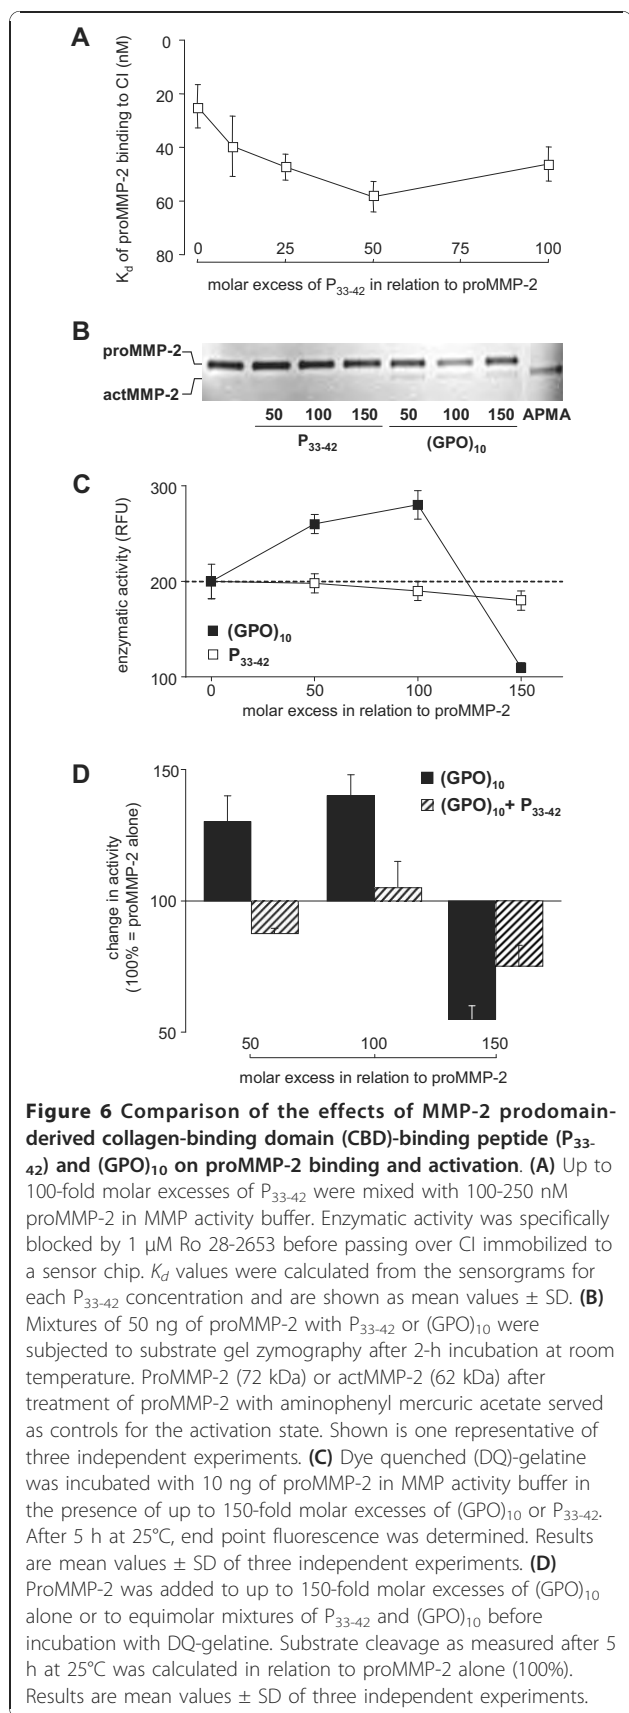 A
K_d of proMMP-2 binding to CI (nM)
0
20
40
60
80
0 25 50 75 100
molar excess of P33-42 in relation to proMMP-2
B
proMMP-2
actMMP-2
50 100 150 50 100 150 APMA
P33-42 (GPO)10
C
enzymatic activity (RFU)
300
200
100
(GPO)10
P33-42
0 50 100 150
molar excess in relation to proMMP-2
D
change in activity
(100% = proMMP-2 alone)
150
100
50
(GPO)10
(GPO)10+ P33-42
50 100 150
molar excess in relation to proMMP-2
Figure 6 Comparison of the effects of MMP-2 prodomain-
derived collagen-binding domain (CBD)-binding peptide (P33-
42) and (GPO)10 on proMMP-2 binding and activation. (A) Up to
100-fold molar excesses of P33-42 were mixed with 100-250 nM
proMMP-2 in MMP activity buffer. Enzymatic activity was specifically
blocked by 1 μM Ro 28-2653 before passing over CI immobilized to
a sensor chip. Kd values were calculated from the sensorgrams for
each P33-42 concentration and are shown as mean values ± SD. (B)
Mixtures of 50 ng of proMMP-2 with P33-42 or (GPO)10 were
subjected to substrate gel zymography after 2-h incubation at room
temperature. ProMMP-2 (72 kDa) or actMMP-2 (62 kDa) after
treatment of proMMP-2 with aminophenyl mercuric acetate served
as controls for the activation state. Shown is one representative of
three independent experiments. (C) Dye quenched (DQ)-gelatine
was incubated with 10 ng of proMMP-2 in MMP activity buffer in
the presence of up to 150-fold molar excesses of (GPO)10 or P33-42.
After 5 h at 25°C, end point fluorescence was determined. Results
are mean values ± SD of three independent experiments. (D)
ProMMP-2 was added to up to 150-fold molar excesses of (GPO)10
alone or to equimolar mixtures of P33-42 and (GPO)10 before
incubation with DQ-gelatine. Substrate cleavage as measured after 5
h at 25°C was calculated in relation to proMMP-2 alone (100%).
Results are mean values ± SD of three independent experiments.